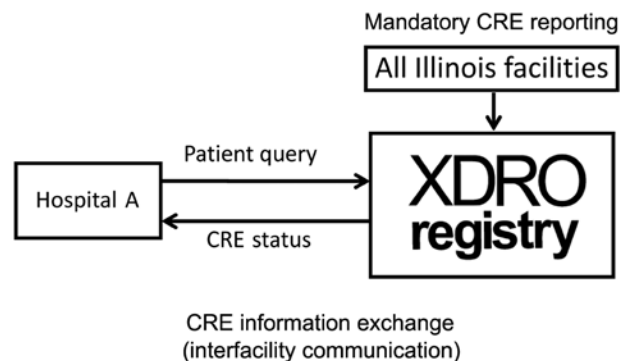 Mandatory CRE reporting
All Illinois facilities
Patient query
Hospital A
XDRO
registry
CRE status
CRE information exchange
(interfacility communication)